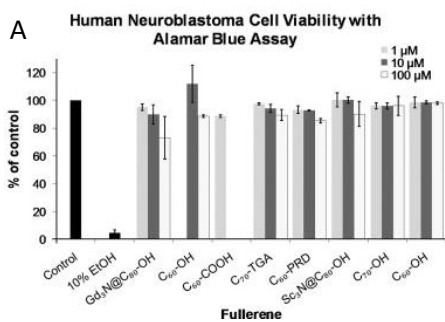 A
Human Neuroblastoma Cell Viability with
Alamar Blue Assay
1 µM
10 µM
100 µM
% of control
120
100
80
60
40
20
0
Control
10% EtOH
Gd3N@C80-OH
C60-OH
C60-COOH
C70-TGA
C60-PRD
Sc3N@C80-OH
C70-OH
C60-OH
Fullerene